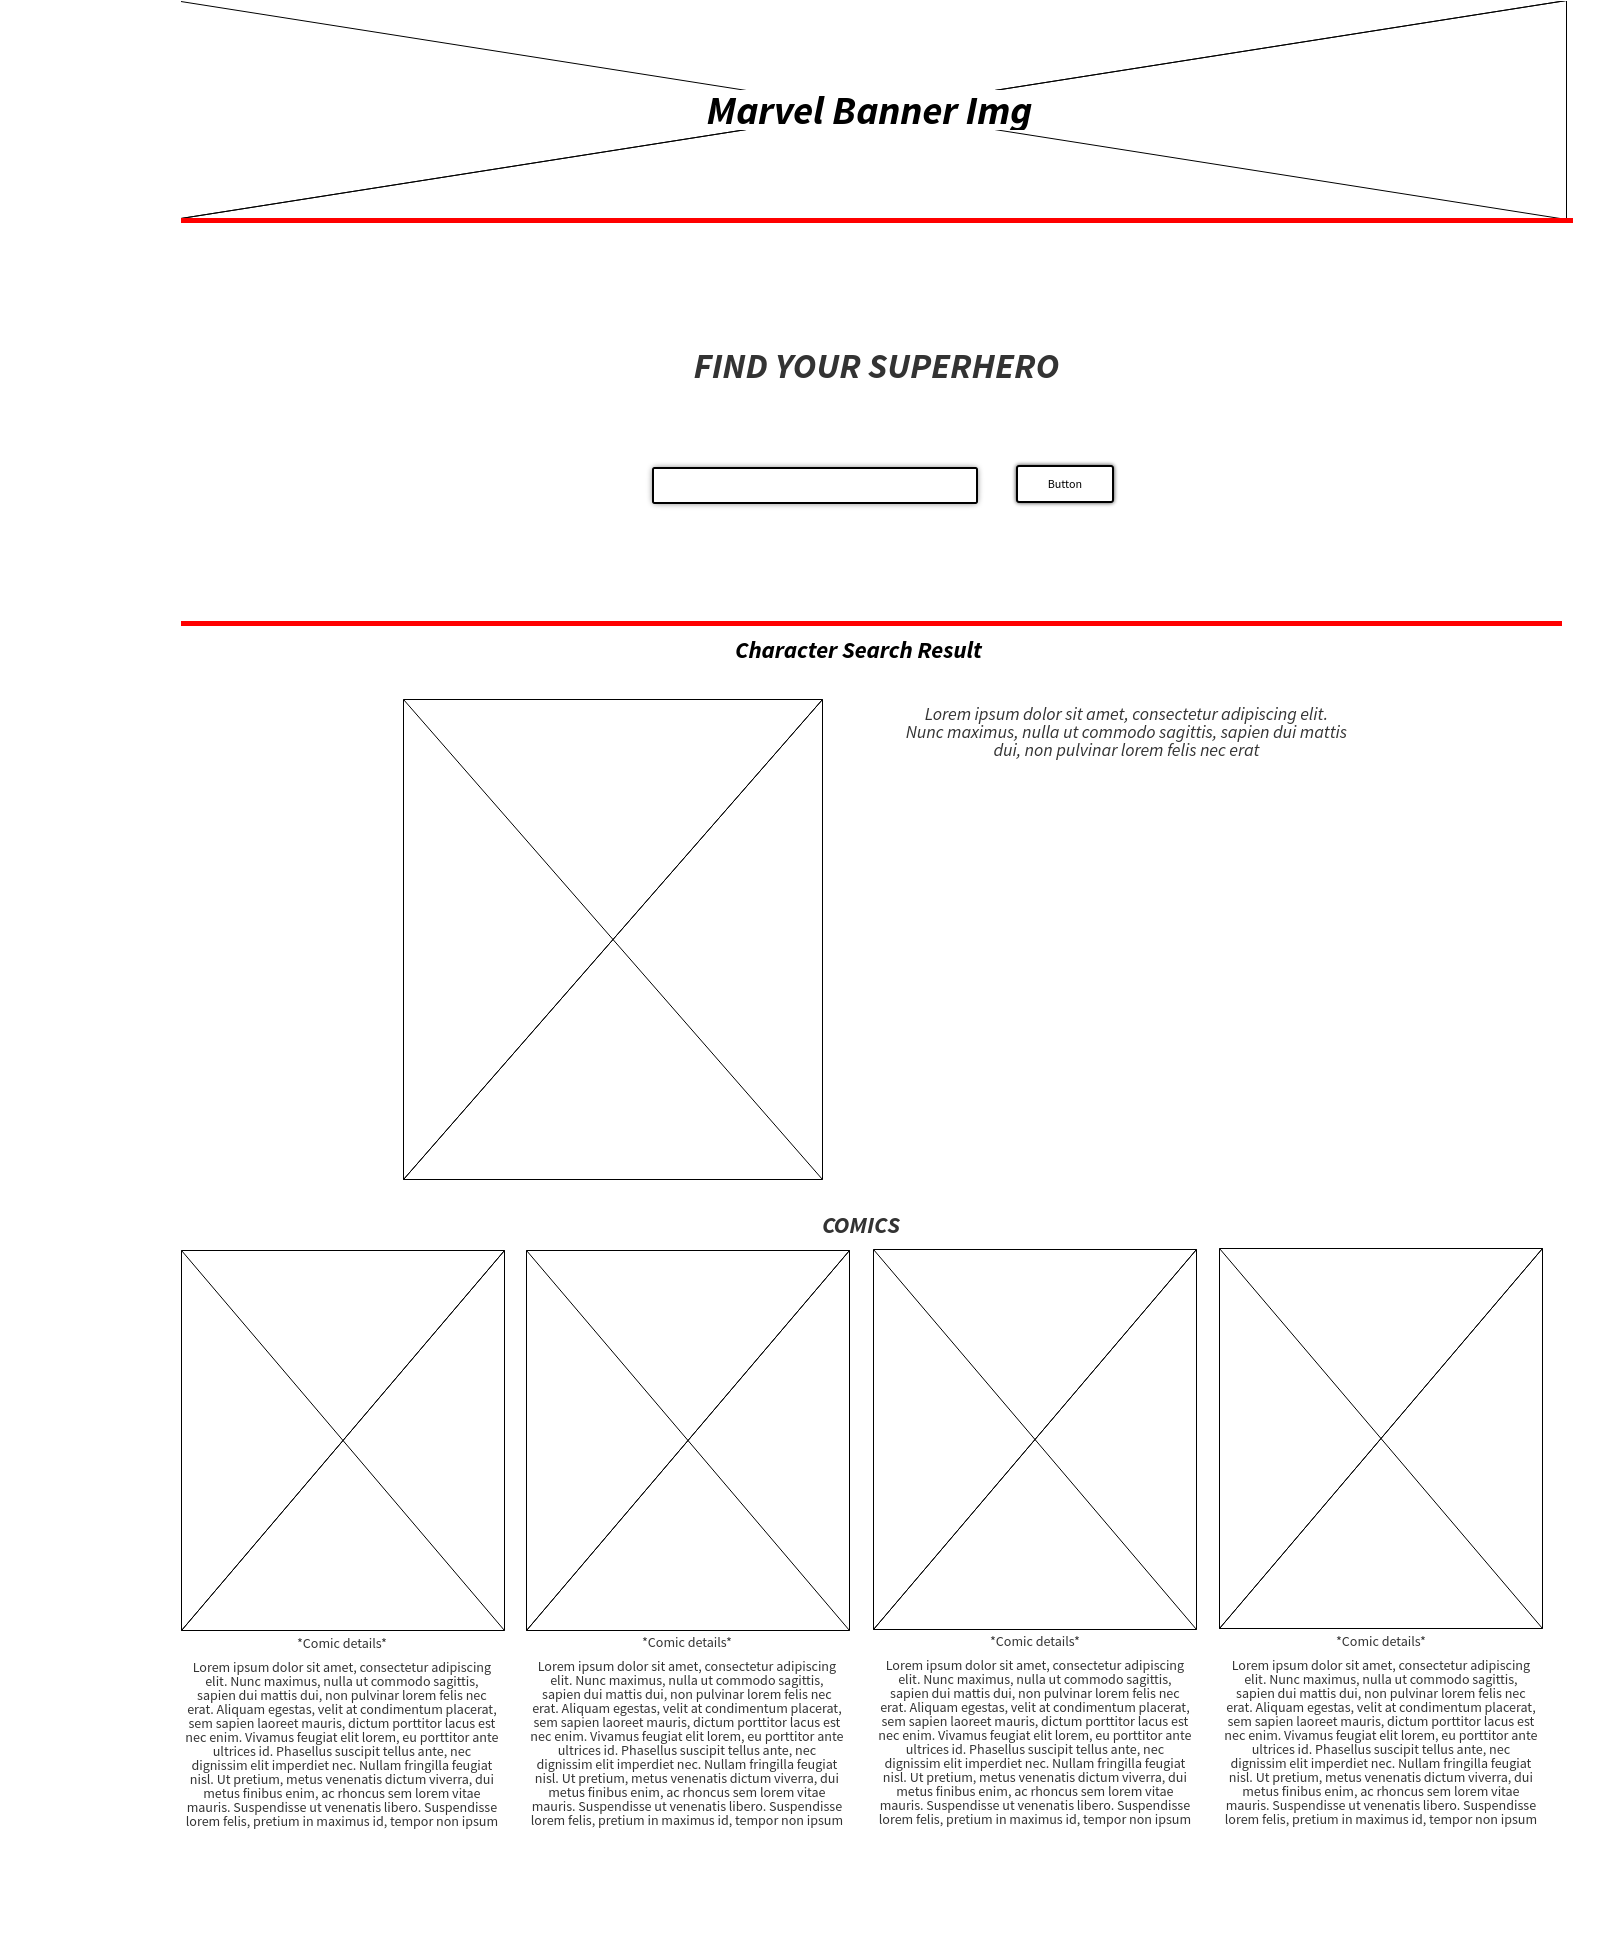 Marvel Banner Img
FIND YOUR SUPERHERO
Button
Character Search Result
Lorem ipsum dolor sit amet, consectetur adipiscing elit.
Nunc maximus, nulla ut commodo sagittis, sapien dui mattis
dui, non pulvinar lorem felis nec erat
COMICS
*Comic details*
Lorem ipsum dolor sit amet, consectetur adipiscing
elit. Nunc maximus, nulla ut commodo sagittis,
sapien dui mattis dui, non pulvinar lorem felis nec
erat. Aliquam egestas, velit at condimentum placerat,
sem sapien laoreet mauris, dictum porttitor lacus est
nec enim. Vivamus feugiat elit lorem, eu porttitor ante
ultrices id. Phasellus suscipit tellus ante, nec
dignissim elit imperdiet nec. Nullam fringilla feugiat
nisl. Ut pretium, metus venenatis dictum viverra, dui
metus finibus enim, ac rhoncus sem lorem vitae
mauris. Suspendisse ut venenatis libero. Suspendisse
lorem felis, pretium in maximus id, tempor non ipsum
*Comic details*
Lorem ipsum dolor sit amet, consectetur adipiscing
elit. Nunc maximus, nulla ut commodo sagittis,
sapien dui mattis dui, non pulvinar lorem felis nec
erat. Aliquam egestas, velit at condimentum placerat,
sem sapien laoreet mauris, dictum porttitor lacus est
nec enim. Vivamus feugiat elit lorem, eu porttitor ante
ultrices id. Phasellus suscipit tellus ante, nec
dignissim elit imperdiet nec. Nullam fringilla feugiat
nisl. Ut pretium, metus venenatis dictum viverra, dui
metus finibus enim, ac rhoncus sem lorem vitae
mauris. Suspendisse ut venenatis libero. Suspendisse
lorem felis, pretium in maximus id, tempor non ipsum
*Comic details*
Lorem ipsum dolor sit amet, consectetur adipiscing
elit. Nunc maximus, nulla ut commodo sagittis,
sapien dui mattis dui, non pulvinar lorem felis nec
erat. Aliquam egestas, velit at condimentum placerat,
sem sapien laoreet mauris, dictum porttitor lacus est
nec enim. Vivamus feugiat elit lorem, eu porttitor ante
ultrices id. Phasellus suscipit tellus ante, nec
dignissim elit imperdiet nec. Nullam fringilla feugiat
nisl. Ut pretium, metus venenatis dictum viverra, dui
metus finibus enim, ac rhoncus sem lorem vitae
mauris. Suspendisse ut venenatis libero. Suspendisse
lorem felis, pretium in maximus id, tempor non ipsum
*Comic details*
Lorem ipsum dolor sit amet, consectetur adipiscing
elit. Nunc maximus, nulla ut commodo sagittis,
sapien dui mattis dui, non pulvinar lorem felis nec
erat. Aliquam egestas, velit at condimentum placerat,
sem sapien laoreet mauris, dictum porttitor lacus est
nec enim. Vivamus feugiat elit lorem, eu porttitor ante
ultrices id. Phasellus suscipit tellus ante, nec
dignissim elit imperdiet nec. Nullam fringilla feugiat
nisl. Ut pretium, metus venenatis dictum viverra, dui
metus finibus enim, ac rhoncus sem lorem vitae
mauris. Suspendisse ut venenatis libero. Suspendisse
lorem felis, pretium in maximus id, tempor non ipsum